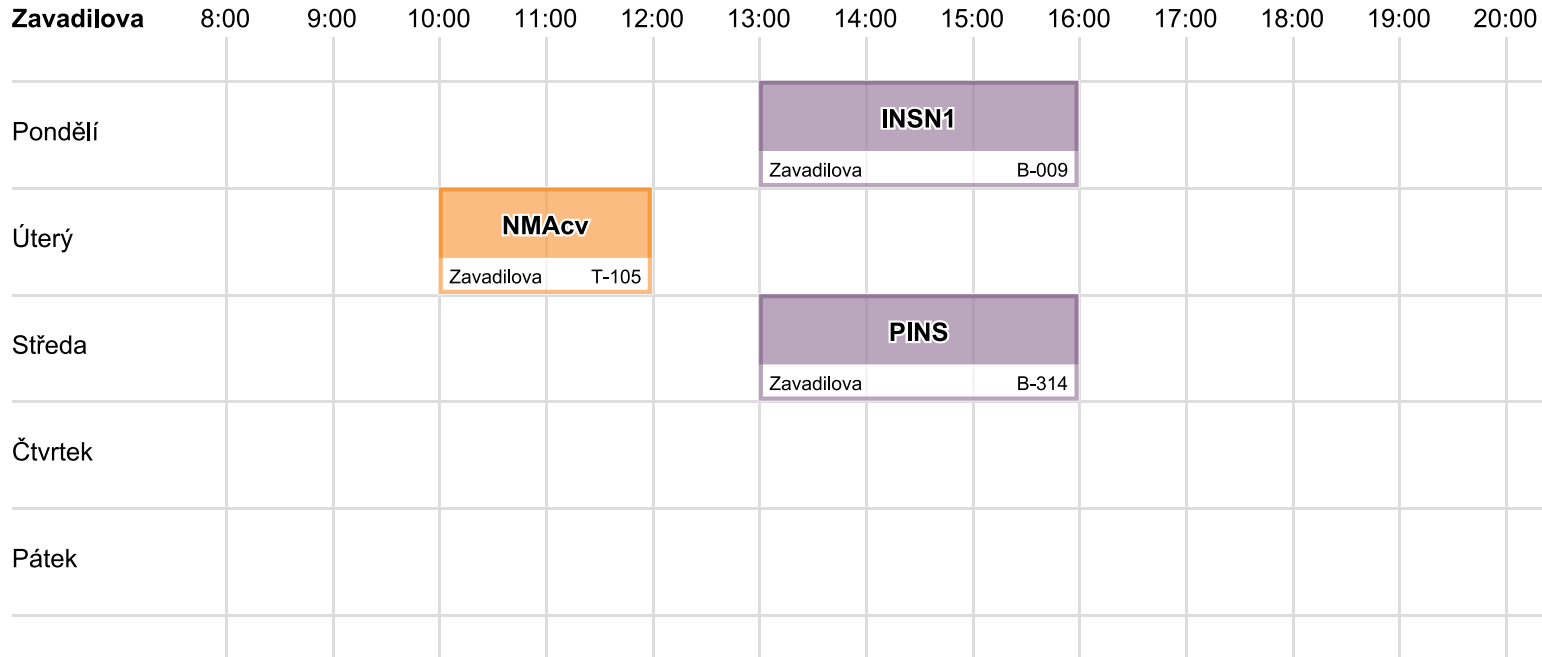 Zavadilova 8:00 9:00 10:00 11:00 12:00 13:00 14:00 15:00 16:00 17:00 18:00 19:00 20:00
Pondělí
INSN1
Zavadilova B-009
Úterý
NMAcv
Zavadilova T-105
Středa
PINS
Zavadilova B-314
Čtvrtek
Pátek